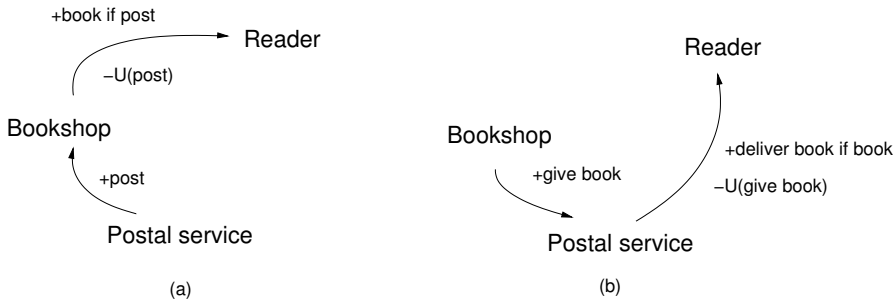 +book if post
Reader
−U(post)
Bookshop
+post
Postal service
(a)
Reader
Bookshop
+deliver book if book
+give book
−U(give book)
Postal service
(b)